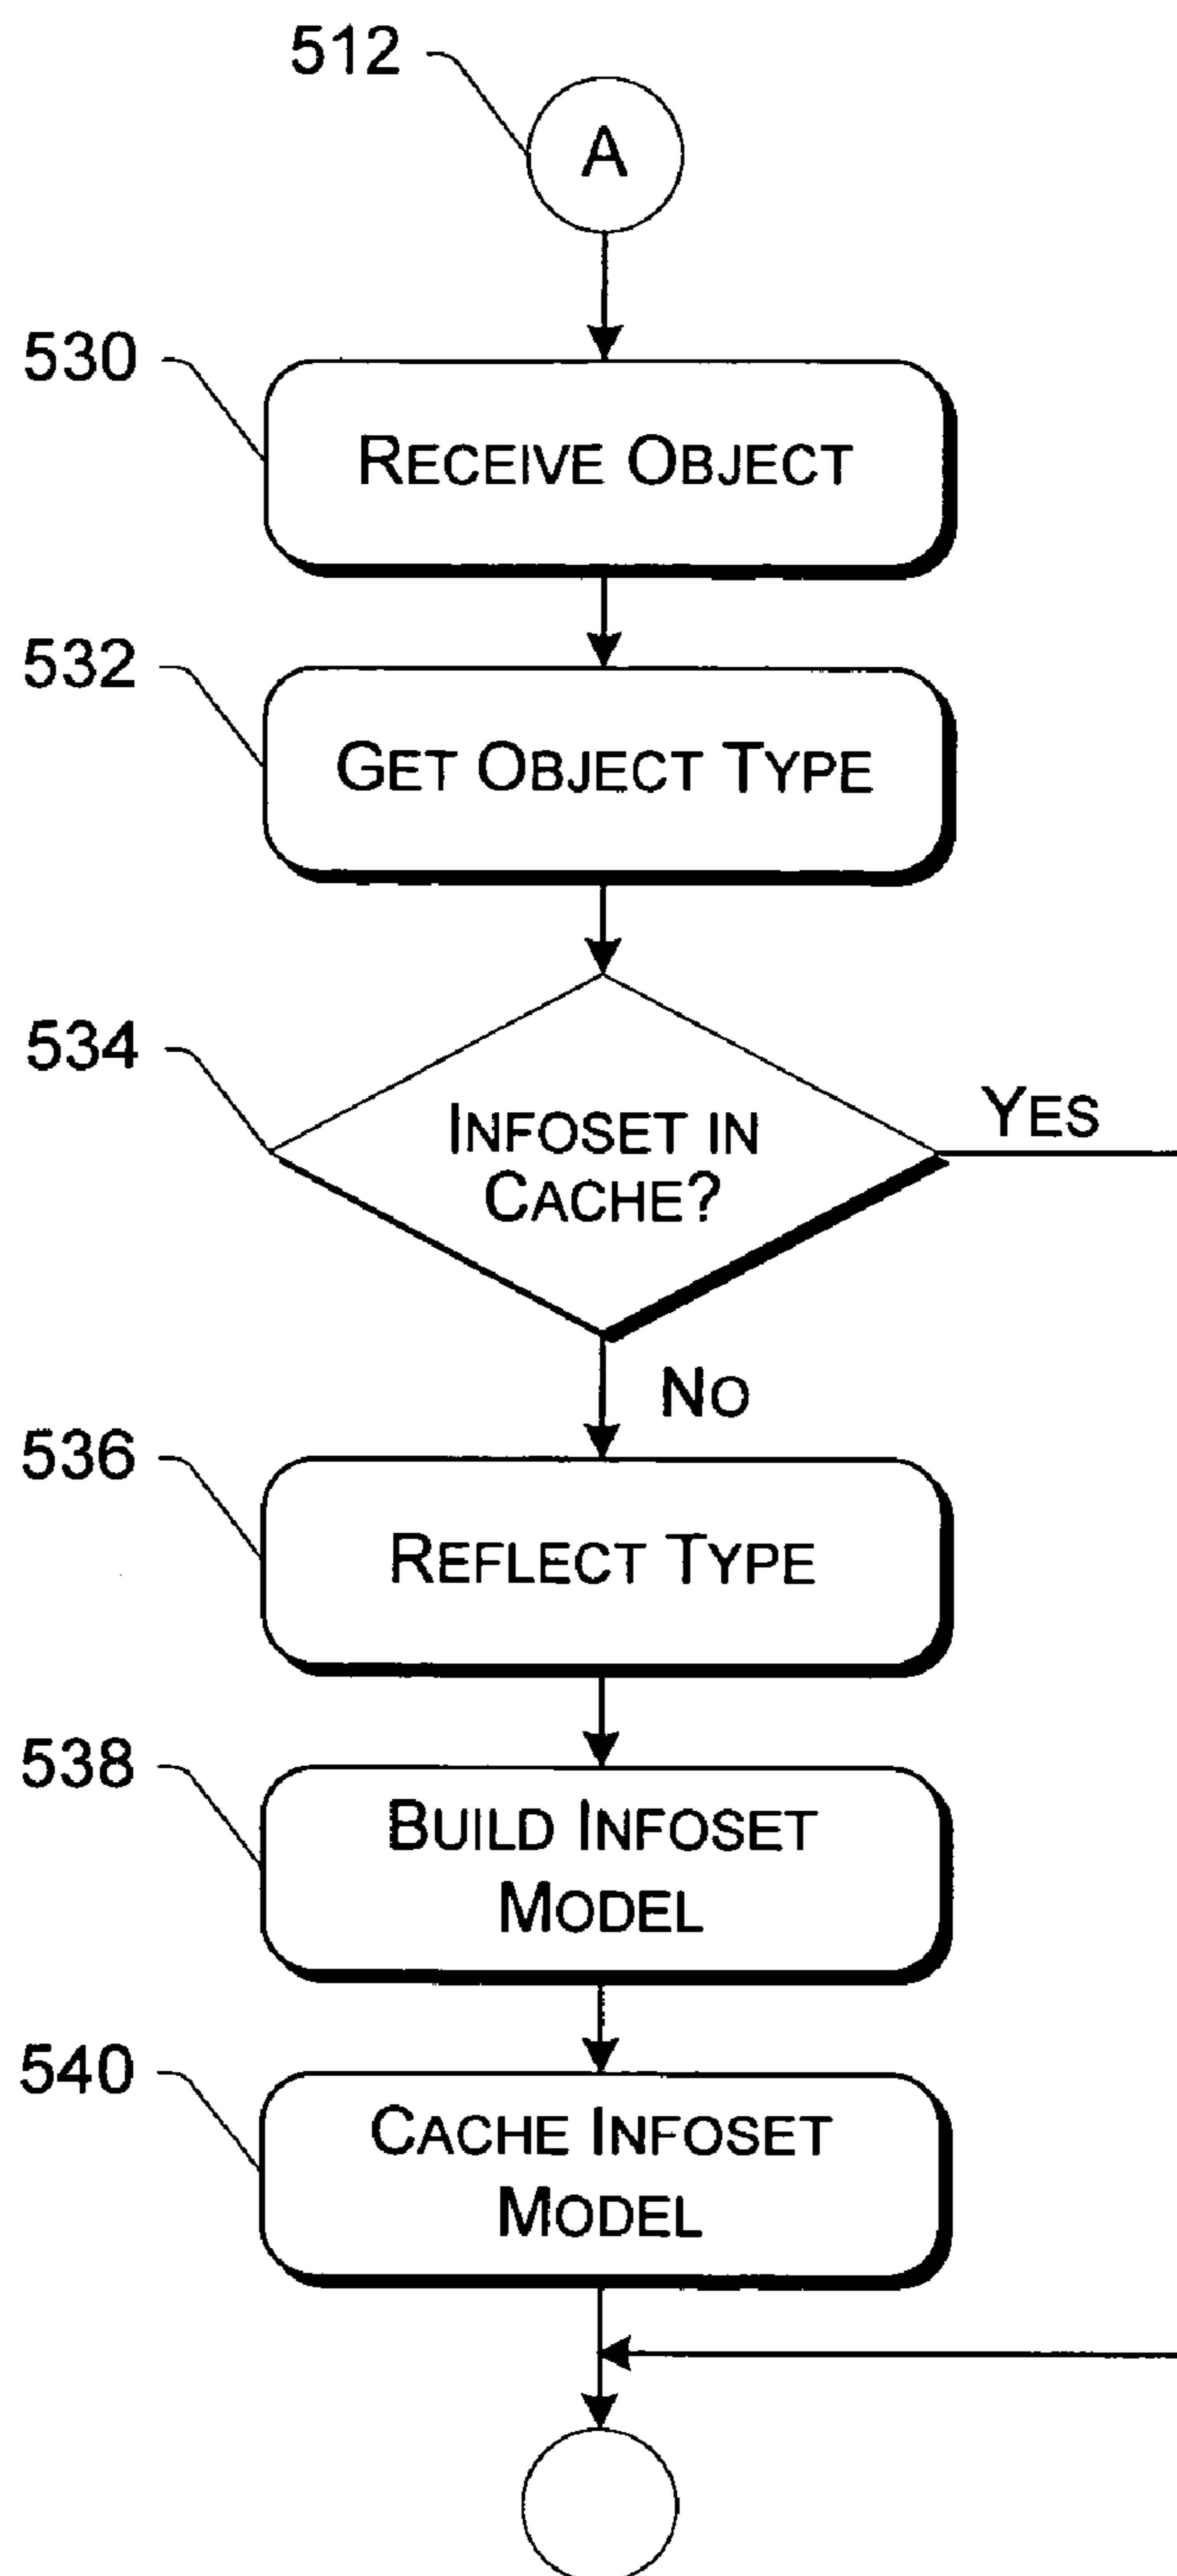 512
A
530
RECEIVE OBJECT
532
GET OBJECT TYPE
534
INFOSET IN
CACHE?
YES
NO
536
REFLECT TYPE
538
BUILD INFOSET
MODEL
540
CACHE INFOSET
MODEL